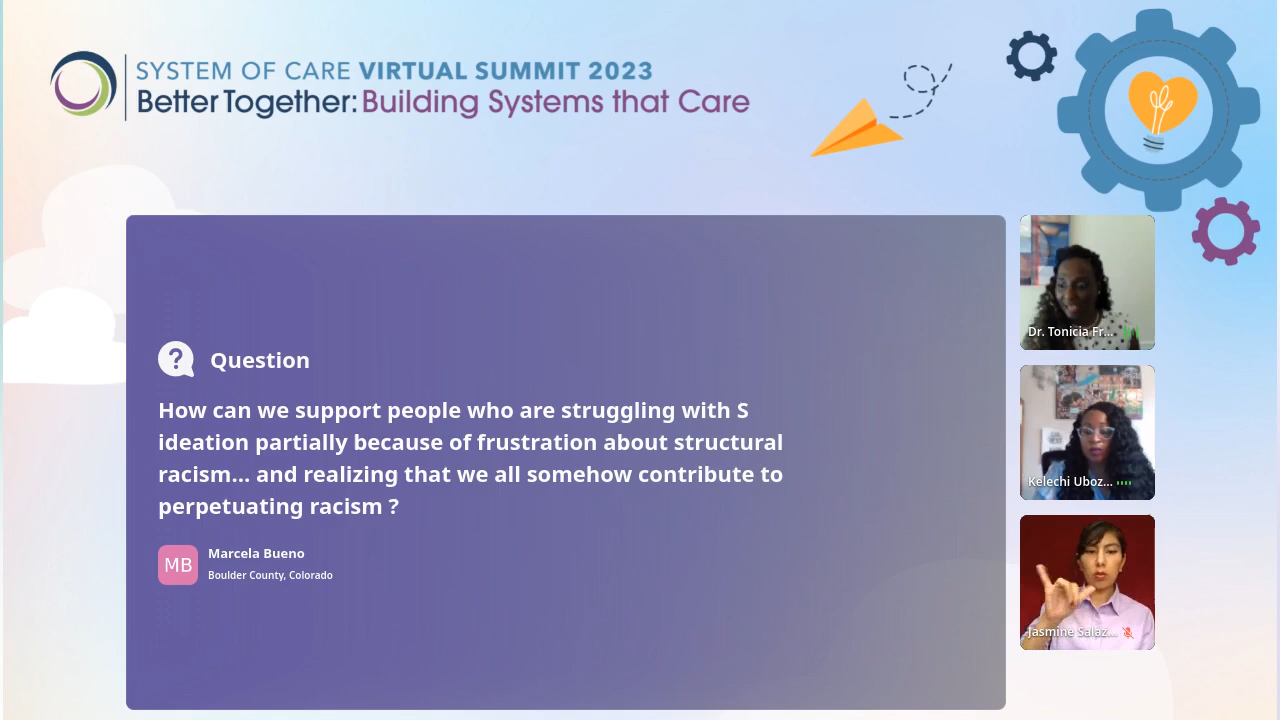 SYSTEM OF CARE VIRTUAL SUMMIT 2023
Better Together: Building Systems that Care
Question
How can we support people who are struggling with S
ideation partially because of frustration about structural
racism... and realizing that we all somehow contribute to
perpetuating racism ?
MB
Marcela Bueno
Boulder County, Colorado
Dr. Tonicia Fr...
Kelechi Uboz...
Jasmine Salaz...